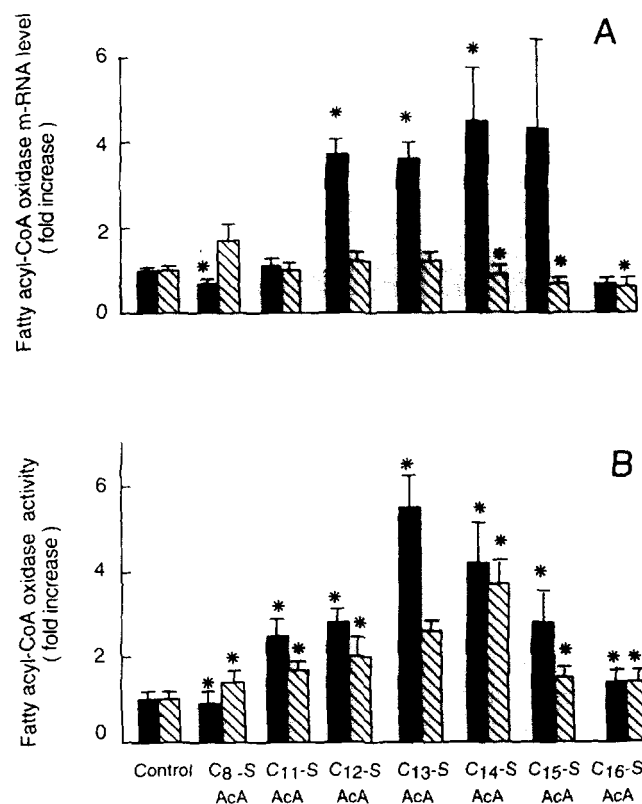 A
Fatty acyl-CoA oxidase m-RNA level
( fold increase )
6
4
2
0
* * * * * * *
B
Fatty acyl-CoA oxidase activity
( fold increase )
6
4
2
0
* * * * * * * * * * * * *
Control C8-S C11-S C12-S C13-S C14-S C15-S C16-S
AcA AcA AcA AcA AcA AcA AcA